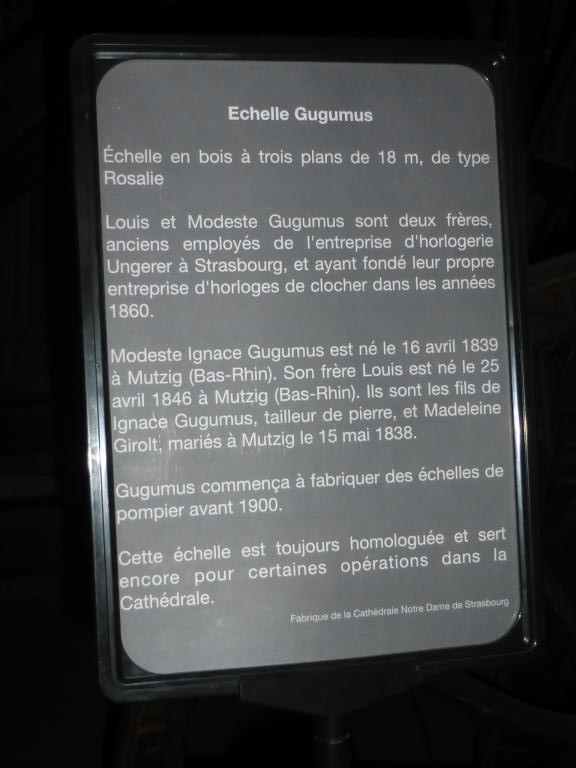 Echelle Gugumus
Échelle en bois à trois plans de 18 m, de type
Rosalie
Louis et Modeste Gugumus sont deux frères,
anciens employés de l'entreprise d'horlogerie
Ungerer à Strasbourg, et ayant fondé leur propre
entreprise d'horloges de clocher dans les années
1860.
Modeste Ignace Gugumus est né le 16 avril 1839
à Mutzig (Bas-Rhin). Son frère Louis est né le 25
avril 1846 à Mutzig (Bas-Rhin). Ils sont les fils de
Ignace Gugumus, tailleur de pierre, et Madeleine
Girolt, mariés à Mutzig le 15 mai 1838.
Gugumus commença à fabriquer des échelles de
pompier avant 1900.
Cette échelle est toujours homologuée et sert
encore pour certaines opérations dans la
Cathédrale.
Fabrique de la Cathédrale Notre Dame de Strasbourg